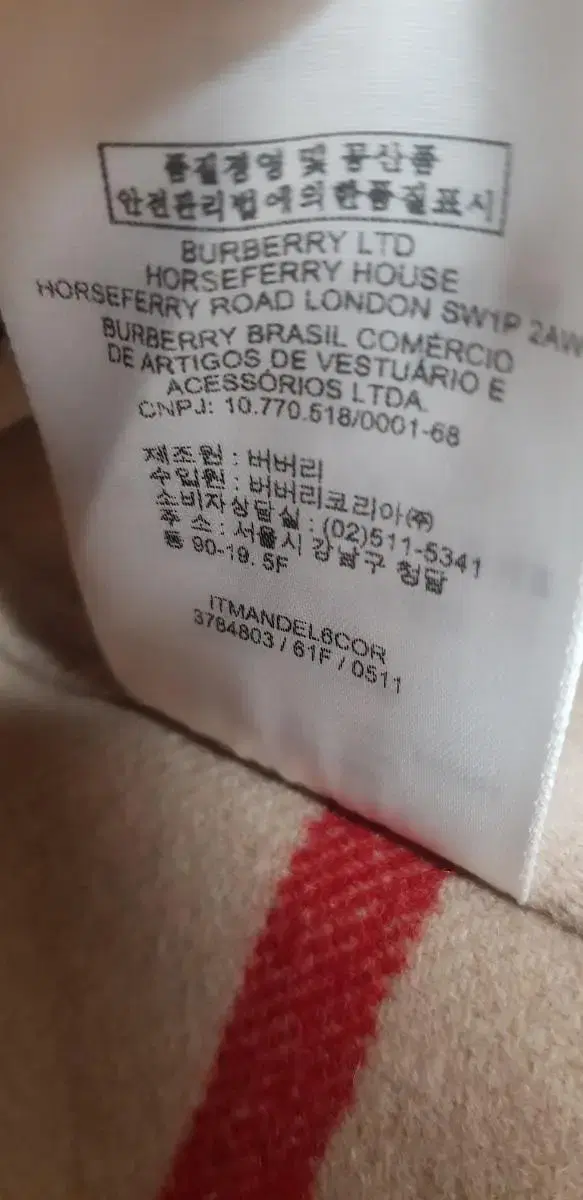 품질경영 및 공산품
안전관리법에의한품질표시
BURBERRY LTD
HORSEFERRY HOUSE
HORSEFERRY ROAD LONDON SW1P 2AW
BURBERRY BRASIL COMÉRCIO
DE ARTIGOS DE VESTUÁRIO E
ACESSÓRIOS LTDA.
CNPJ: 10.770.518/0001-68
제조원 : 버버리
수입원 : 버버리코리아㈜
소비자상담실 : (02)511-5341
주 소 : 서울시 강남구 청담
동 90-19. 5F
ITMANDEL6COR
3784803 / 61F / 0511